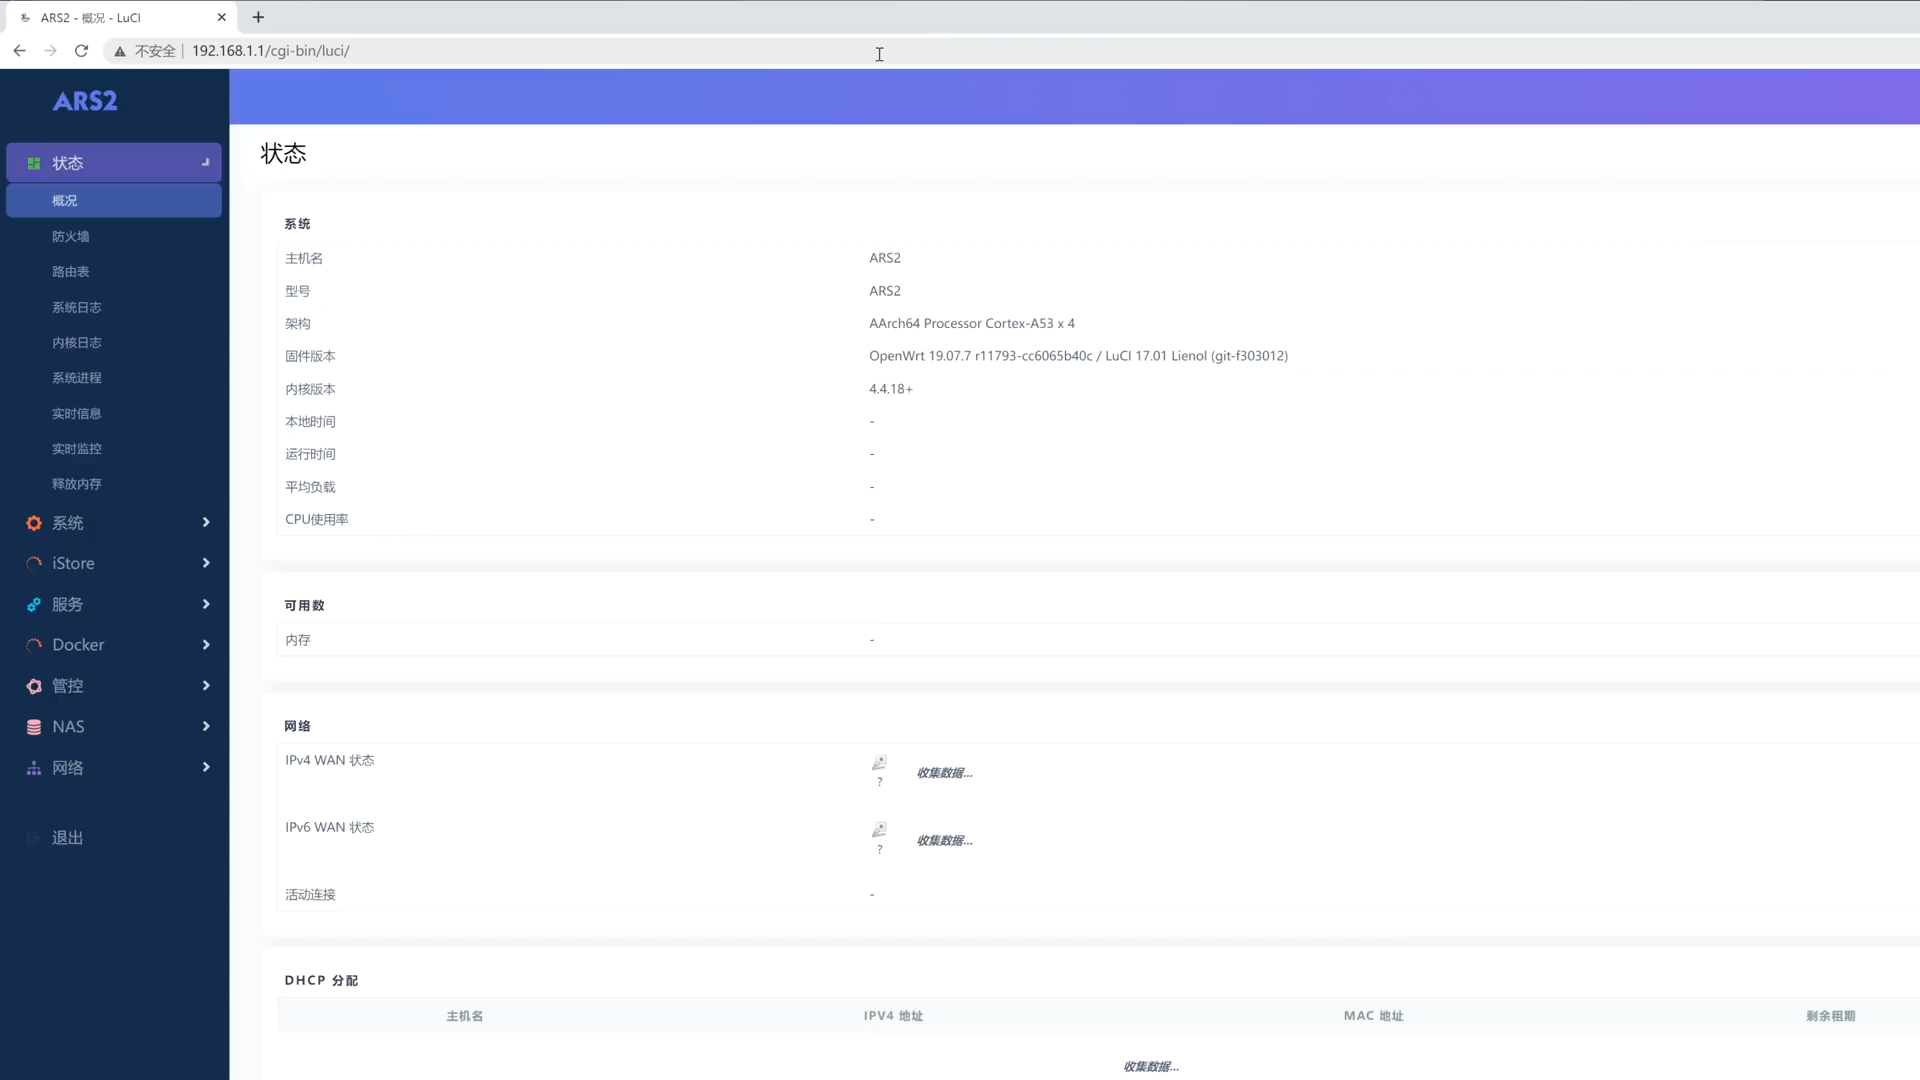 ARS2 - 概况 - LuCI
不安全 192.168.1.1/cgi-bin/luci/
ARS2
状态
概况
防火墙
路由表
系统日志
内核日志
系统进程
实时信息
实时监控
释放内存
系统
iStore
服务
Docker
管控
NAS
网络
退出
状态
系统
主机名 ARS2
型号 ARS2
架构 AArch64 Processor Cortex-A53 x 4
固件版本 OpenWrt 19.07.7 r11793-cc6065b40c / LuCI 17.01 Lienol (git-f303012)
内核版本 4.4.18+
本地时间 -
运行时间 -
平均负载 -
CPU使用率 -
可用数
内存 -
网络
IPv4 WAN 状态 ? 收集数据...
IPv6 WAN 状态 ? 收集数据...
活动连接 -
DHCP 分配
主机名 IPV4 地址 MAC 地址 剩余租期
收集数据...